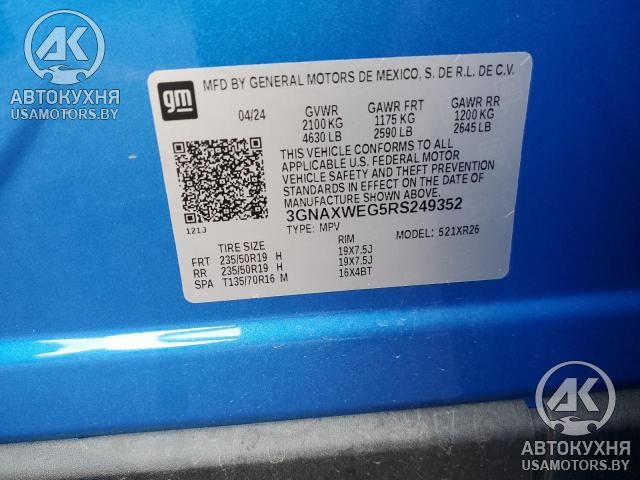 AK
АВТОКУХНЯ
USAMOTORS.BY
gm
MFD BY GENERAL MOTORS DE MEXICO, S. DE R.L. DE C.V.
04/24 GVWR GAWR FRT GAWR RR
2100 KG 1175 KG 1200 KG
4630 LB 2590 LB 2645 LB
THIS VEHICLE CONFORMS TO ALL
APPLICABLE U.S. FEDERAL MOTOR
VEHICLE SAFETY AND THEFT PREVENTION
STANDARDS IN EFFECT ON THE DATE OF
MANUFACTURE SHOWN ABOVE.
3GNAXWEG5RS249352
121J
TYPE: MPV MODEL: 521XR26
TIRE SIZE RIM
FRT 235/50R19 H 19X7.5J
RR 235/50R19 H 19X7.5J
SPA T135/70R16 M 16X4BT
AK
АВТОКУХНЯ
USAMOTORS.BY